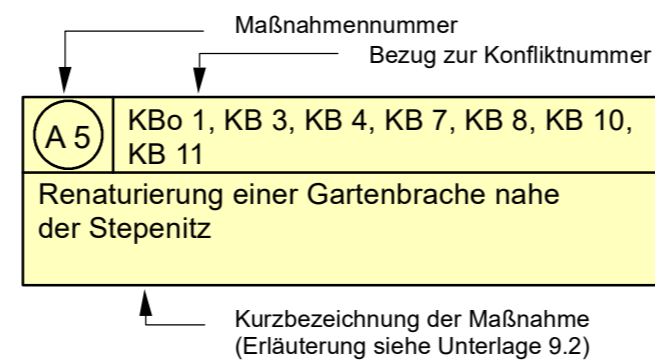 Maßnahmennummer
Bezug zur Konfliktnummer
A 5
KBo 1, KB 3, KB 4, KB 7, KB 8, KB 10,
KB 11
Renaturierung einer Gartenbrache nahe
der Stepenitz
Kurzbezeichnung der Maßnahme
(Erläuterung siehe Unterlage 9.2)